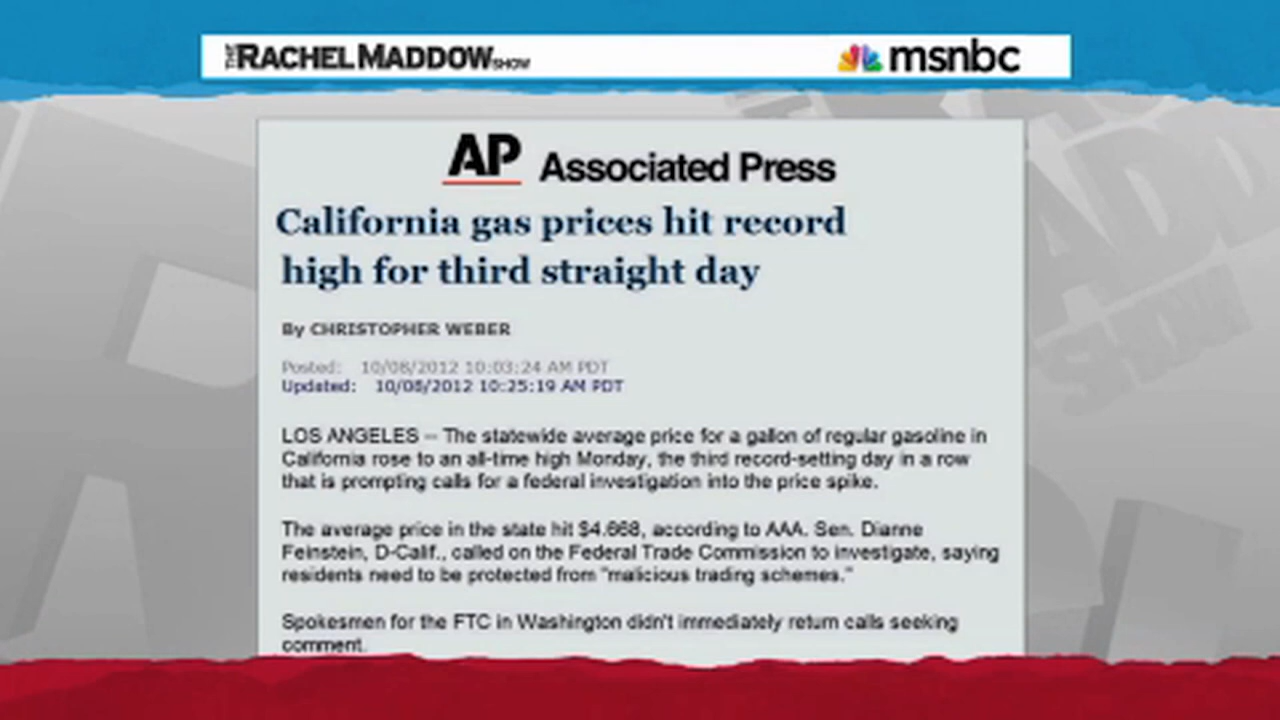 THE RACHEL MADDOW SHOW
msnbc
AP Associated Press
California gas prices hit record
high for third straight day
By CHRISTOPHER WEBER
Posted: 10/08/2012 10:03:24 AM PDT
Updated: 10/08/2012 10:25:19 AM PDT
LOS ANGELES -- The statewide average price for a gallon of regular gasoline in
California rose to an all-time high Monday, the third record-setting day in a row
that is prompting calls for a federal investigation into the price spike.
The average price in the state hit $4.668, according to AAA. Sen. Dianne
Feinstein, D-Calif., called on the Federal Trade Commission to investigate, saying
residents need to be protected from "malicious trading schemes."
Spokesmen for the FTC in Washington didn't immediately return calls seeking
comment.
SHOW